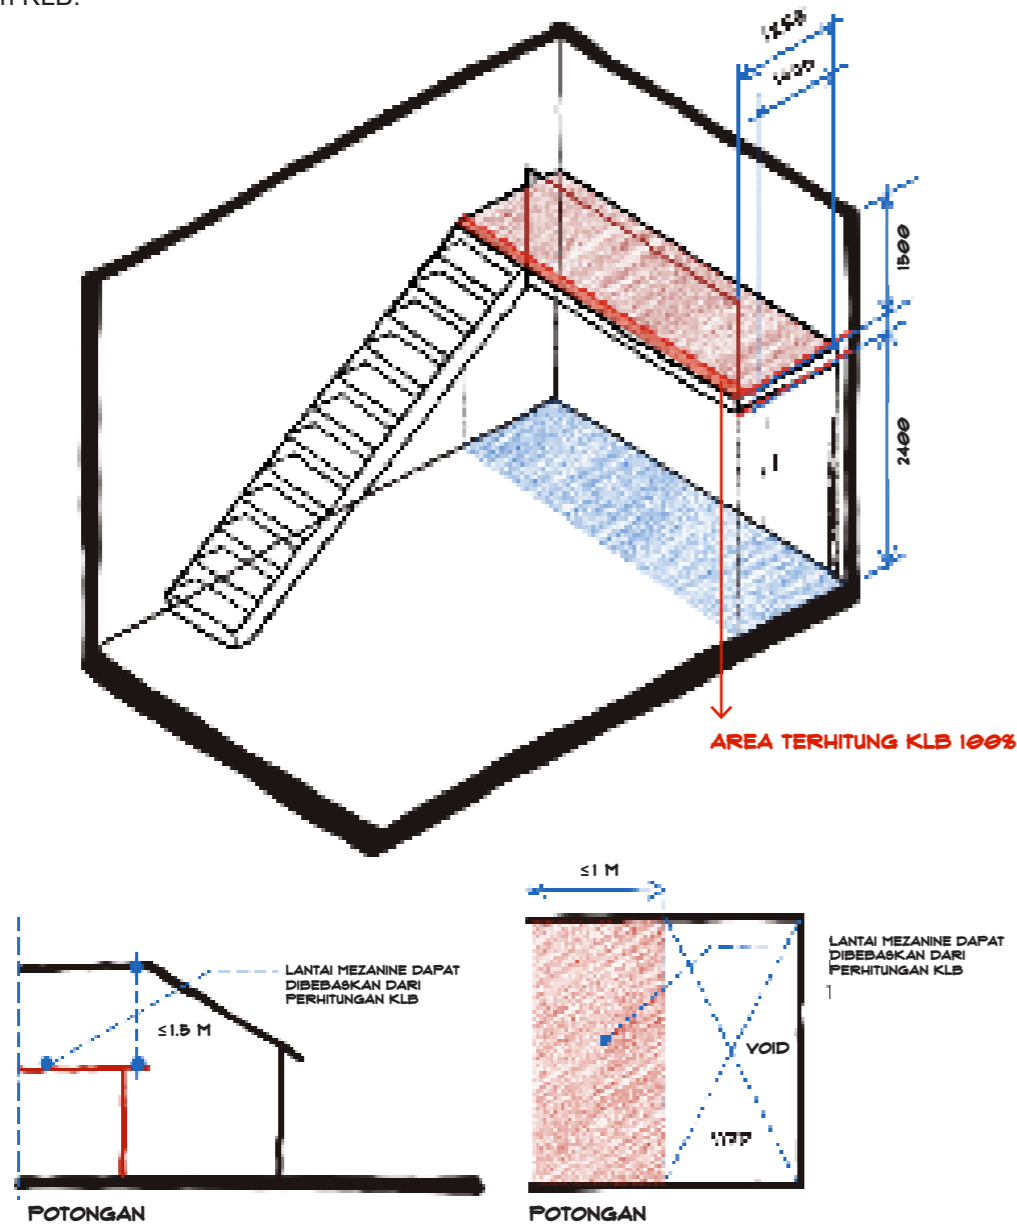 KLB.
1500
2400
AREA TERHITUNG KLB 100%
≤1 M
LANTAI MEZANINE DAPAT
DIBEBASKAN DARI
PERHITUNGAN KLB
≤1.5 M
LANTAI MEZANINE DAPAT
DIBEBASKAN DARI
PERHITUNGAN KLB
VOID
POTONGAN
POTONGAN